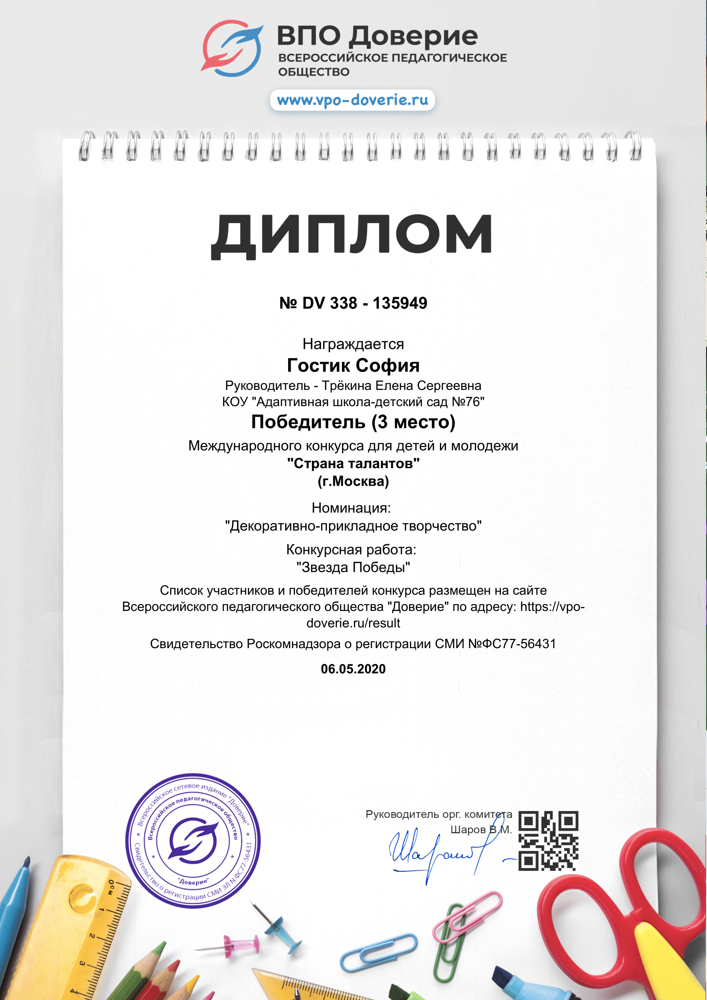 ВПО Доверие
ВСЕРОССИЙСКОЕ ПЕДАГОГИЧЕСКОЕ
ОБЩЕСТВО
www.vpo-doverie.ru
ДИПЛОМ
№ DV 338 - 135949
Награждается
Гостик София
Руководитель - Трёкина Елена Сергеевна
КОУ "Адаптивная школа-детский сад №76"
Победитель (3 место)
Международного конкурса для детей и молодежи
"Страна талантов"
(г.Москва)
Номинация:
"Декоративно-прикладное творчество"
Конкурсная работа:
"Звезда Победы"
Список участников и победителей конкурса размещен на сайте
Всероссийского педагогического общества "Доверие" по адресу: https://vpo-
doverie.ru/result
Свидетельство Роскомнадзора о регистрации СМИ №ФС77-56431
06.05.2020
Всероссийское сетевое издание "Доверие"
Всероссийское педагогическое общество
"Доверие"
Свидетельство о регистрации СМИ ЭЛ N ФС77-56431
Руководитель орг. комитета
Шаров В.М.
0см
1
2
3
4